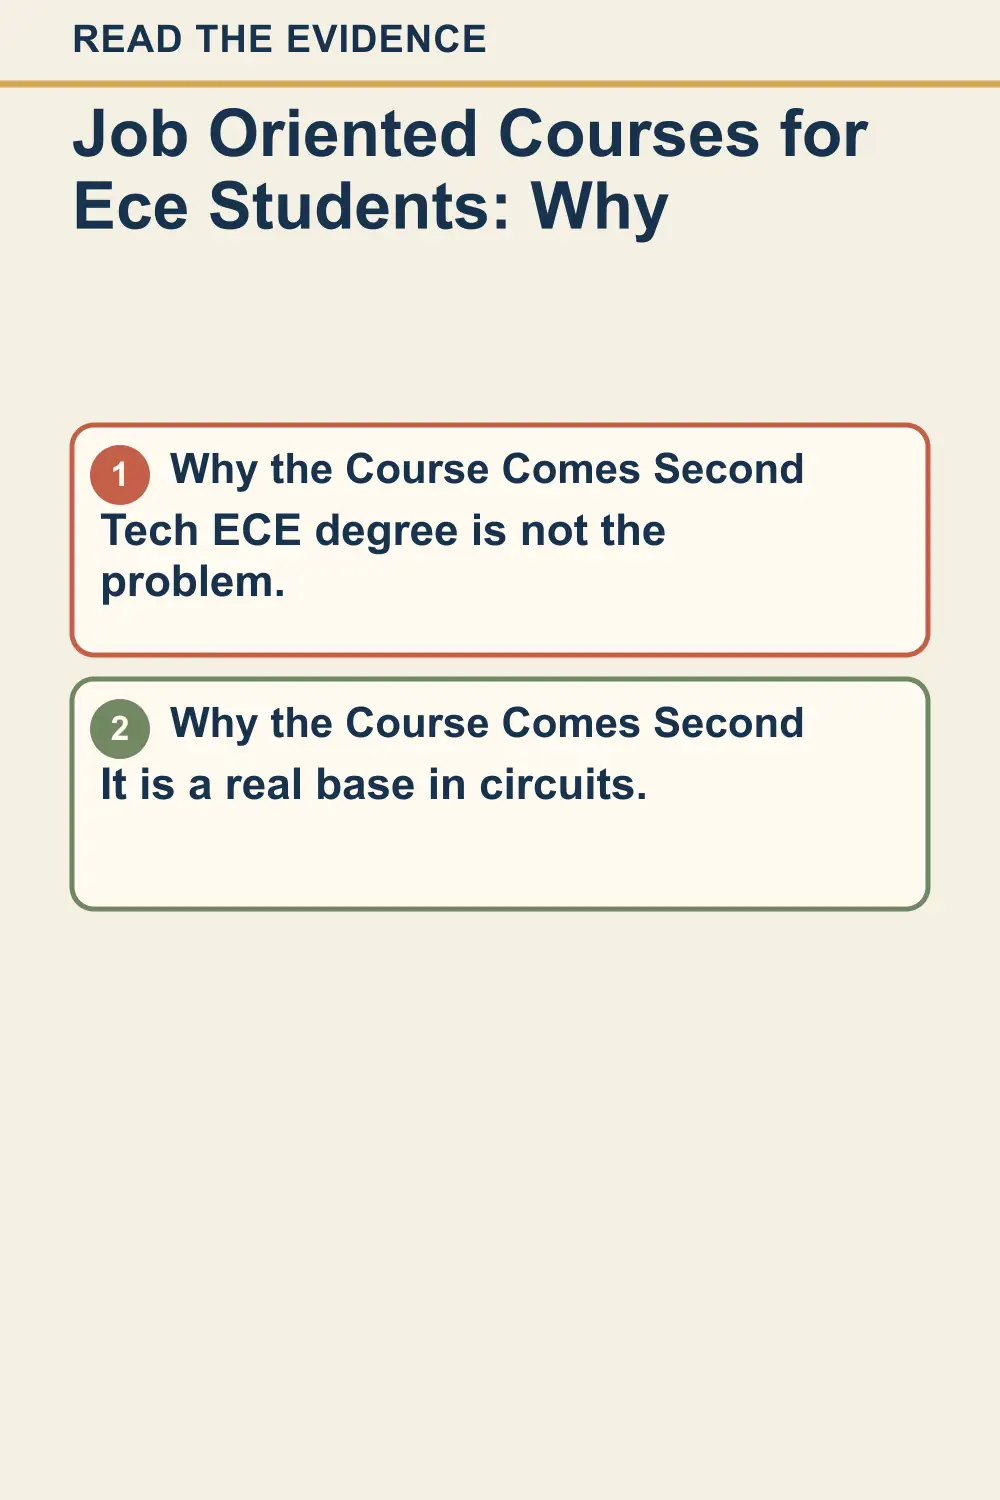 READ THE EVIDENCE
Job Oriented Courses for
Ece Students: Why
1 Why the Course Comes Second
Tech ECE degree is not the
problem.
2 Why the Course Comes Second
It is a real base in circuits.